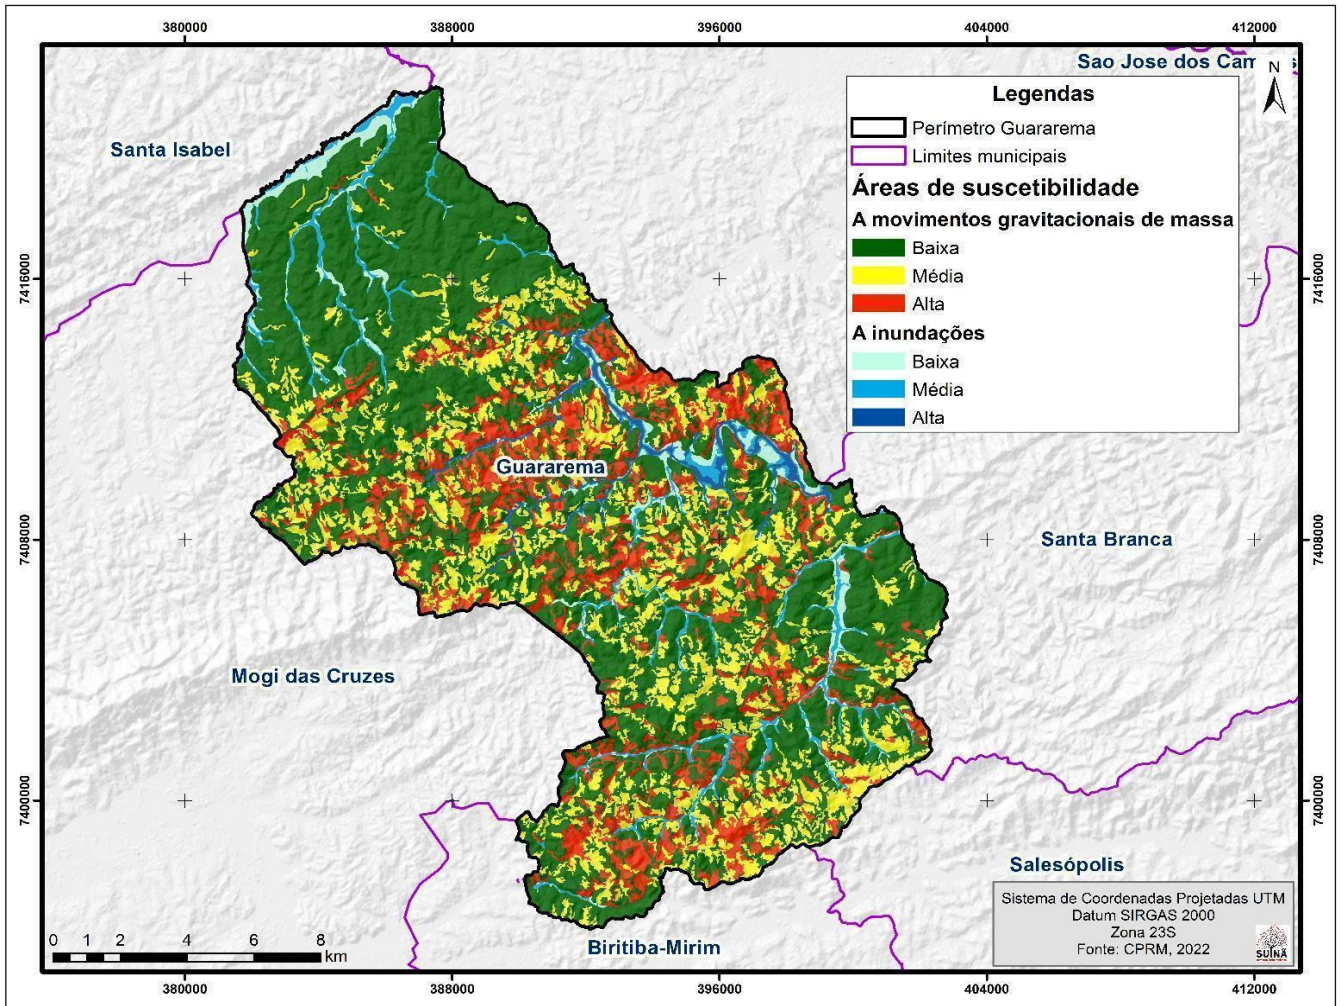 380000
388000
396000
404000
412000
Sao Jose dos Cam
s
N
Legendas
Perímetro Guararema
Limites municipais
Áreas de suscetibilidade
A movimentos gravitacionais de massa
Baixa
Média
Alta
A inundações
Baixa
Média
Alta
Santa Isabel
7416000
7416000
Guararema
7408000
7408000
Santa Branca
Mogi das Cruzes
7400000
7400000
Salesópolis
Sistema de Coordenadas Projetadas UTM
Datum SIRGAS 2000
Zona 23S
Fonte: CPRM, 2022
SUINÃ
Biritiba-Mirim
0 1 2 4 6 8
km
380000
388000
396000
404000
412000